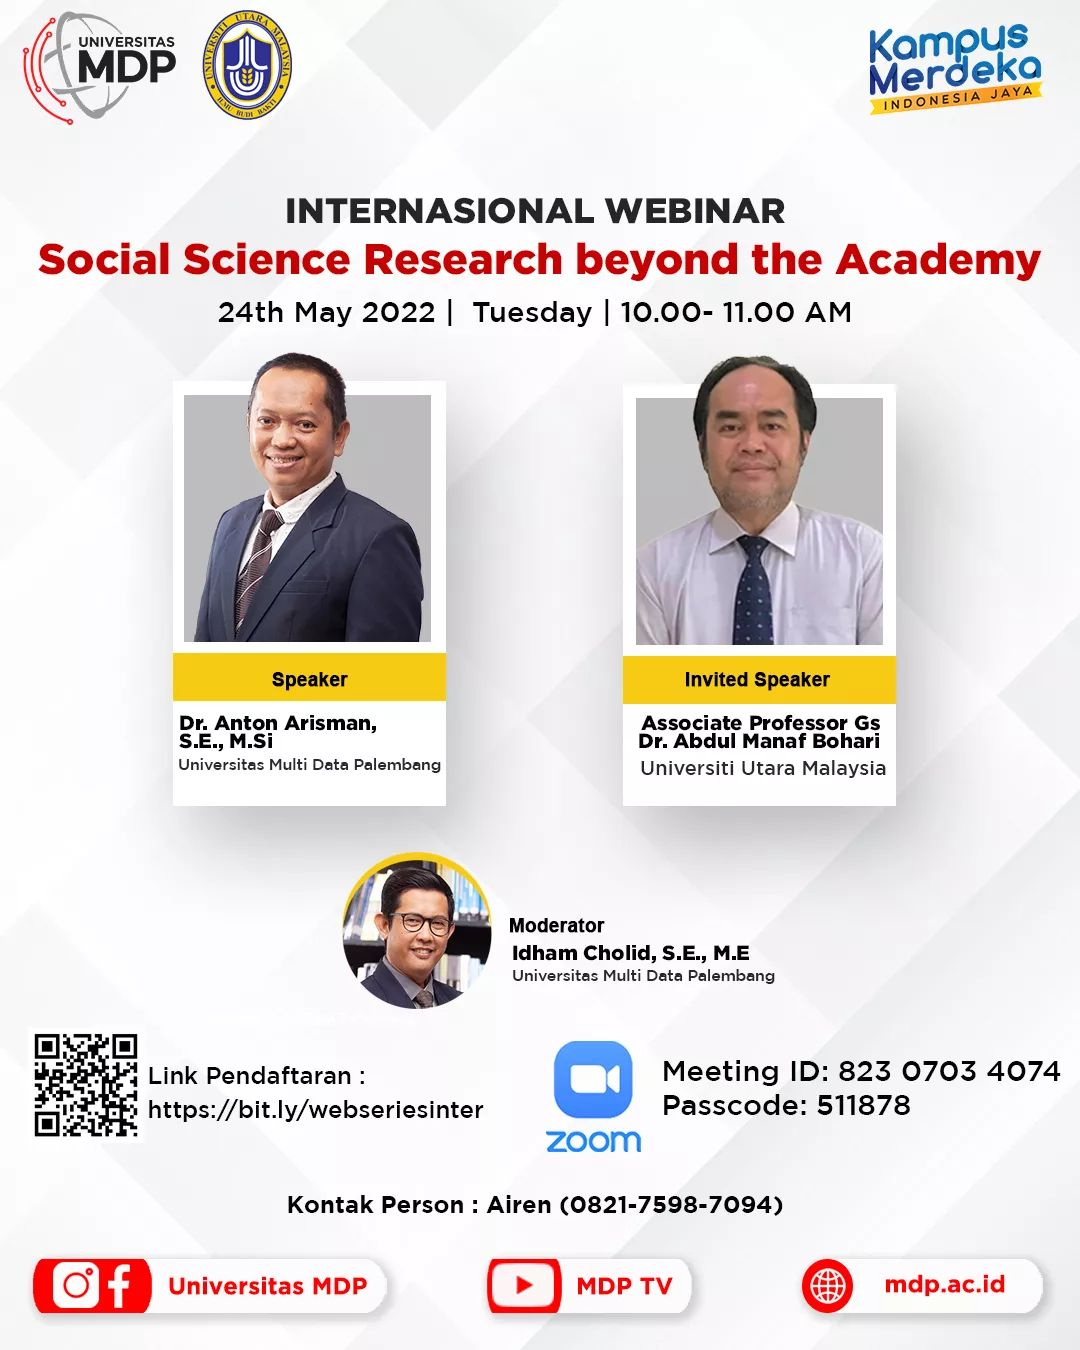 UNIVERSITAS
MDP
UNIVERSITI UTARA MALAYSIA
ILMU BUDI BAKTI
Kampus
Merdeka
INDONESIA JAYA
INTERNASIONAL WEBINAR
Social Science Research beyond the Academy
24th May 2022 | Tuesday | 10.00- 11.00 AM
Speaker
Dr. Anton Arisman,
S.E., M.Si
Universitas Multi Data Palembang
Invited Speaker
Associate Professor Gs
Dr. Abdul Manaf Bohari
Universiti Utara Malaysia
Moderator
Idham Cholid, S.E., M.E
Universitas Multi Data Palembang
Link Pendaftaran :
https://bit.ly/webseriesinter
zoom
Meeting ID: 823 0703 4074
Passcode: 511878
Kontak Person : Airen (0821-7598-7094)
Universitas MDP
MDP TV
mdp.ac.id